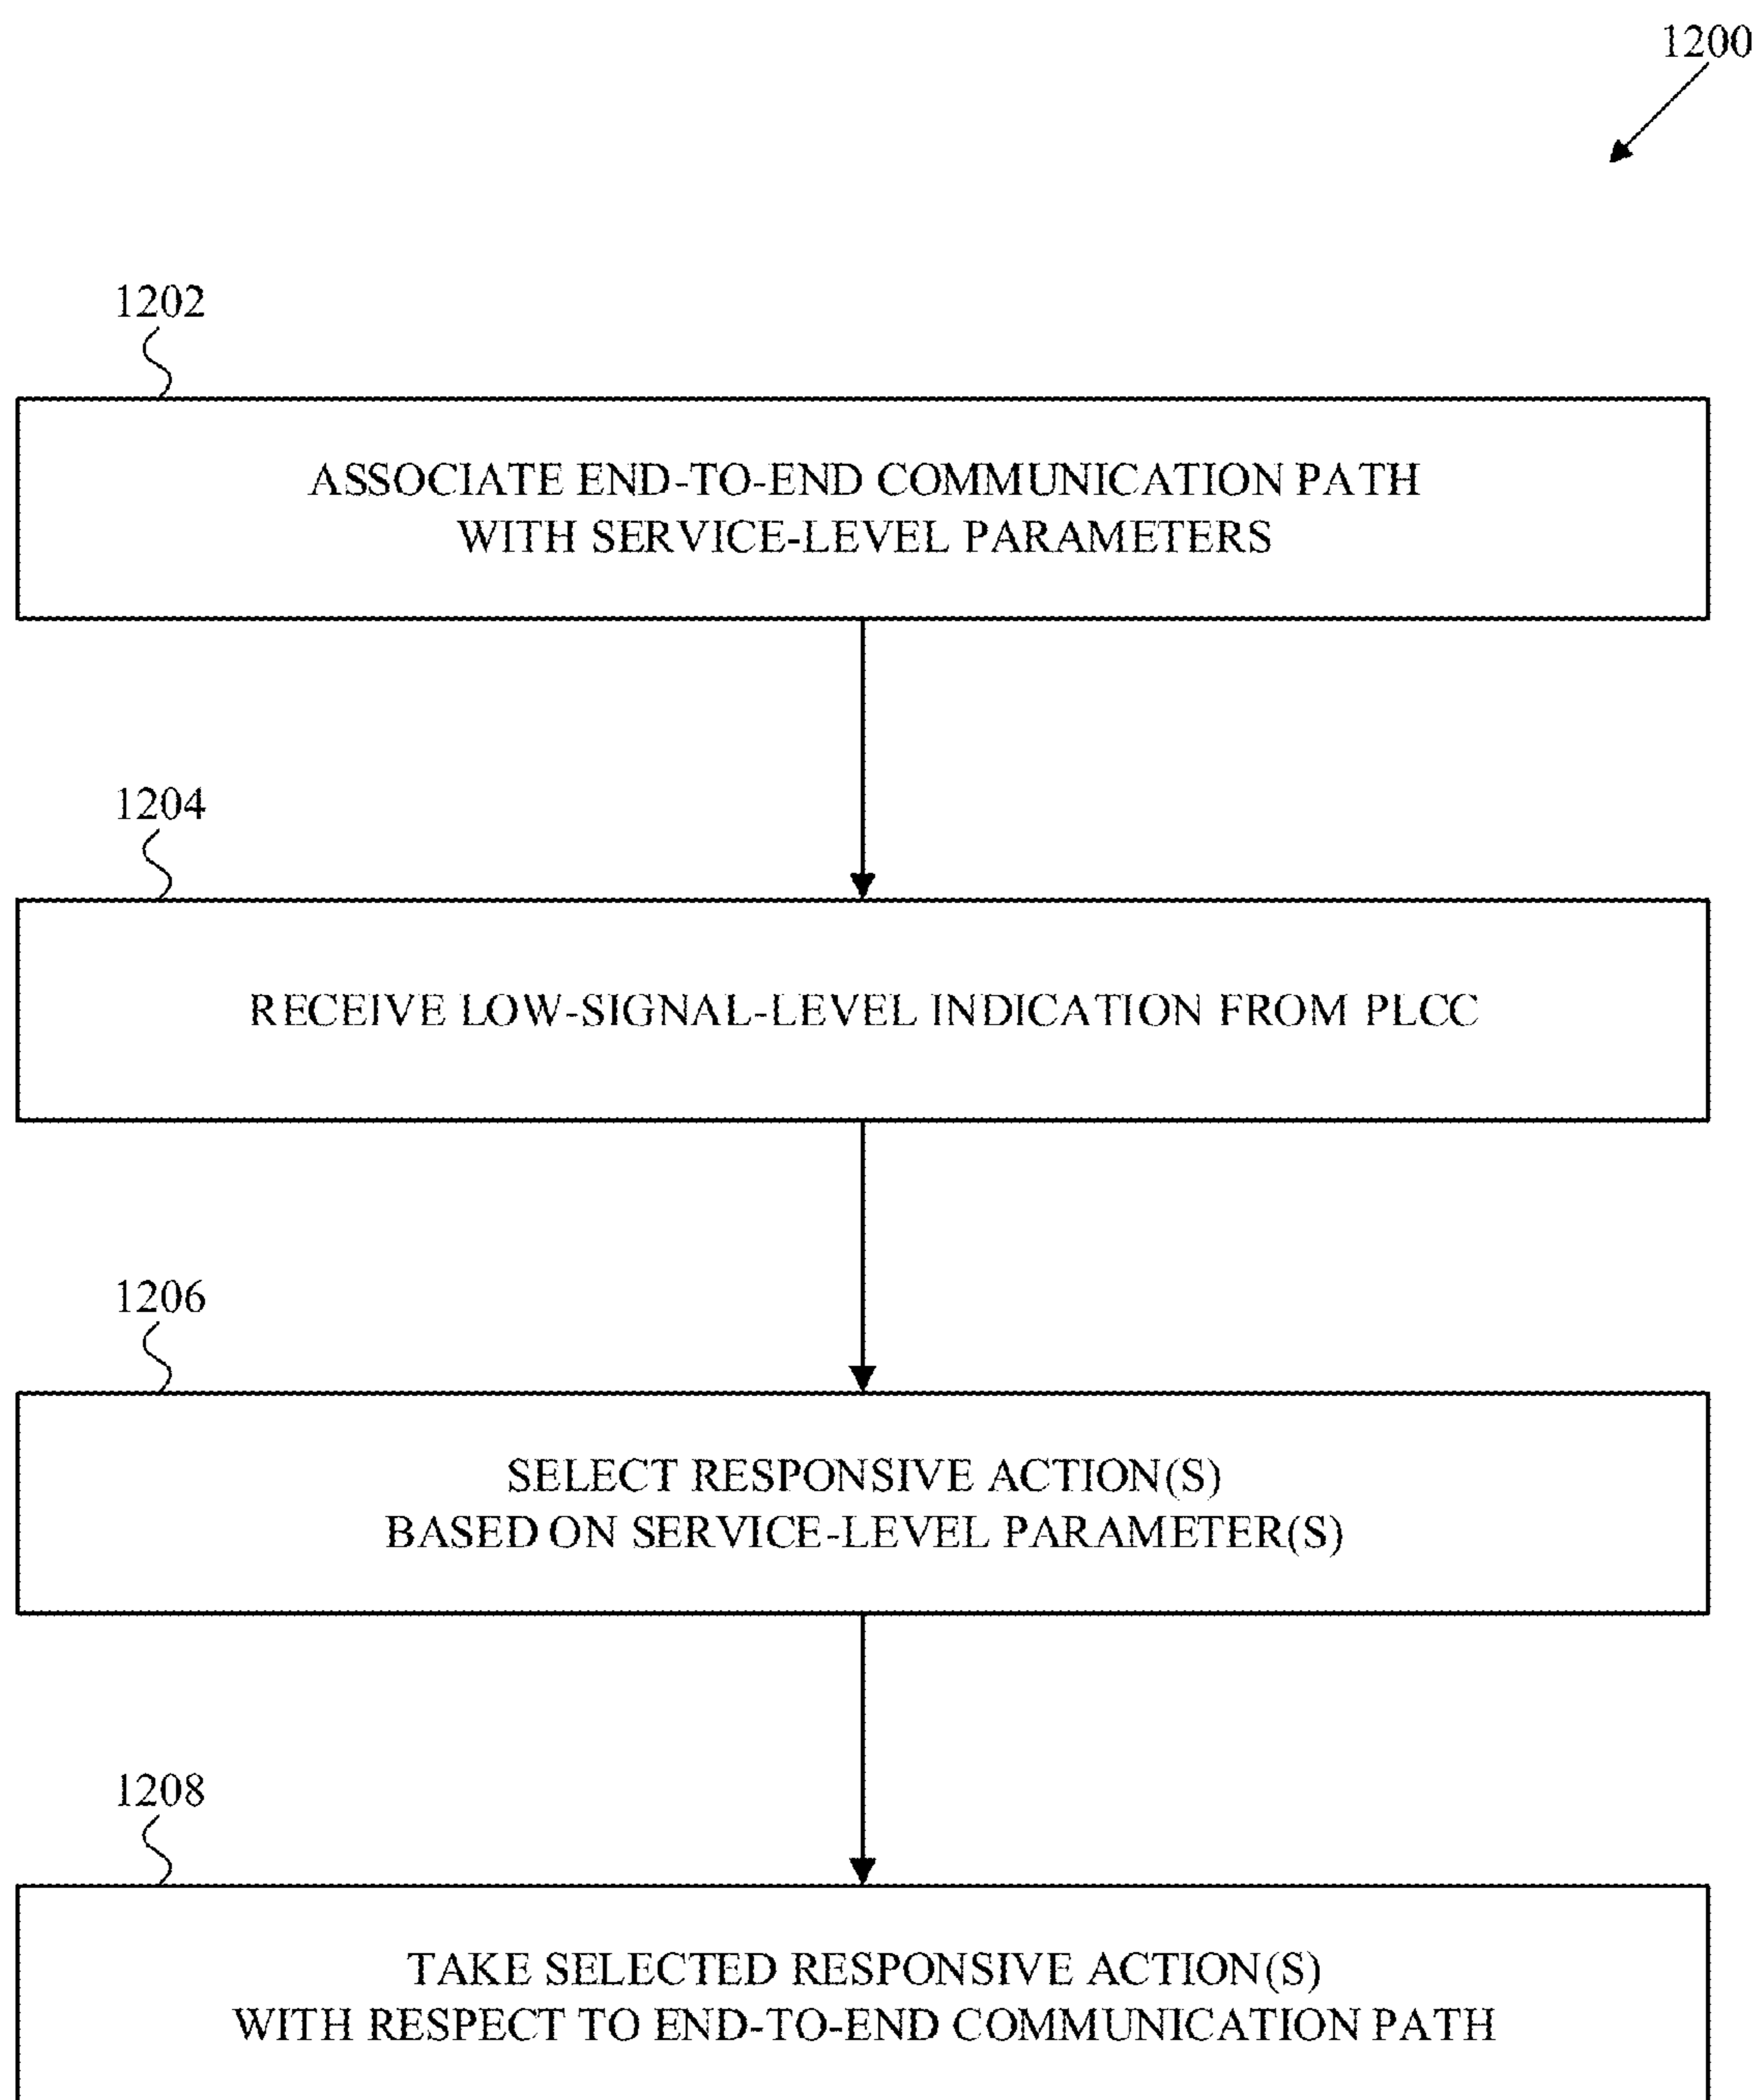 1200
1202
ASSOCIATE END-TO-END COMMUNICATION PATH
WITH SERVICE-LEVEL PARAMETERS
1204
RECEIVE LOW-SIGNAL-LEVEL INDICATION FROM PLCC
1206
SELECT RESPONSIVE ACTION(S)
BASED ON SERVICE-LEVEL PARAMETER(S)
1208
TAKE SELECTED RESPONSIVE ACTION(S)
WITH RESPECT TO END-TO-END COMMUNICATION PATH